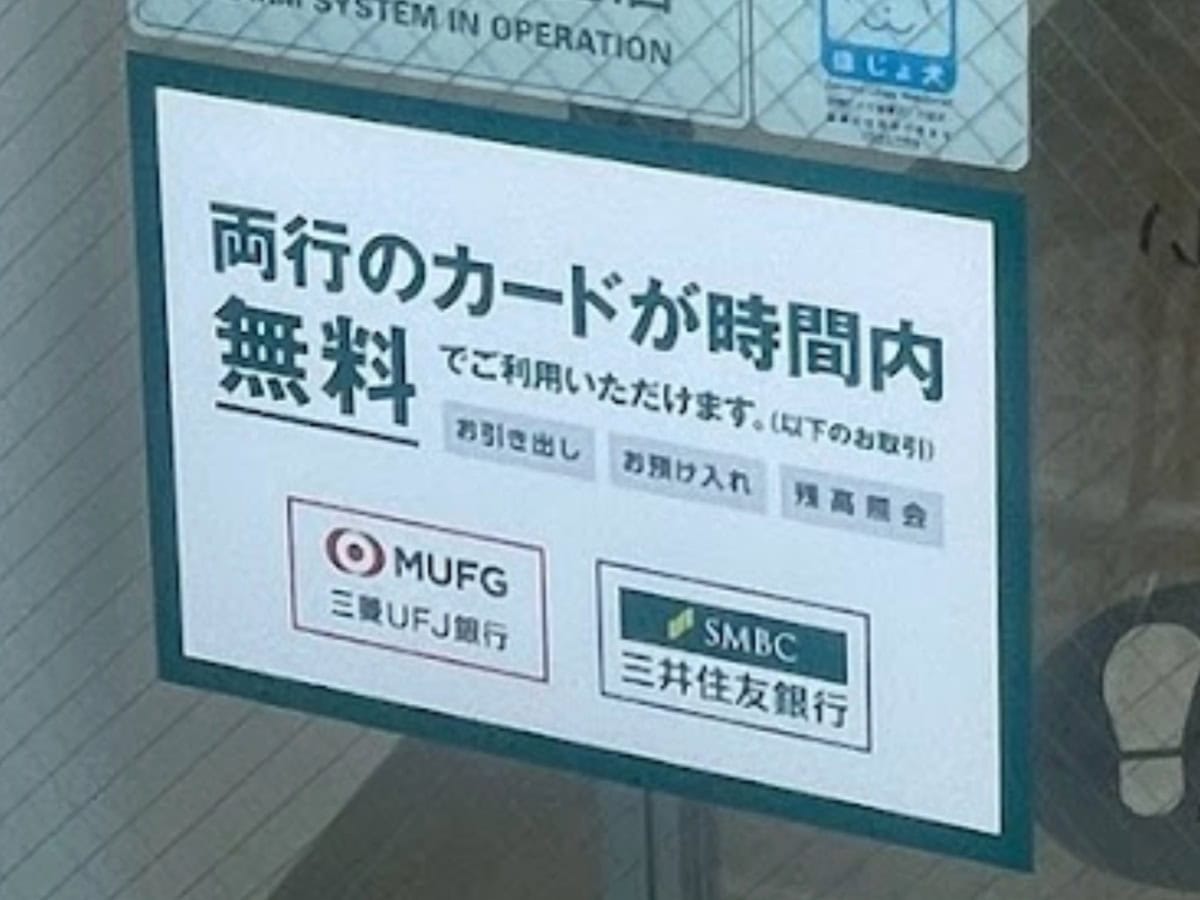 SYSTEM IN OPERATION
ほじょ犬
両行のカードが時間内
無料でご利用いただけます。(以下のお取引)
お引き出し お預け入れ 残高照会
MUFG
三菱UFJ銀行
SMBC
三井住友銀行